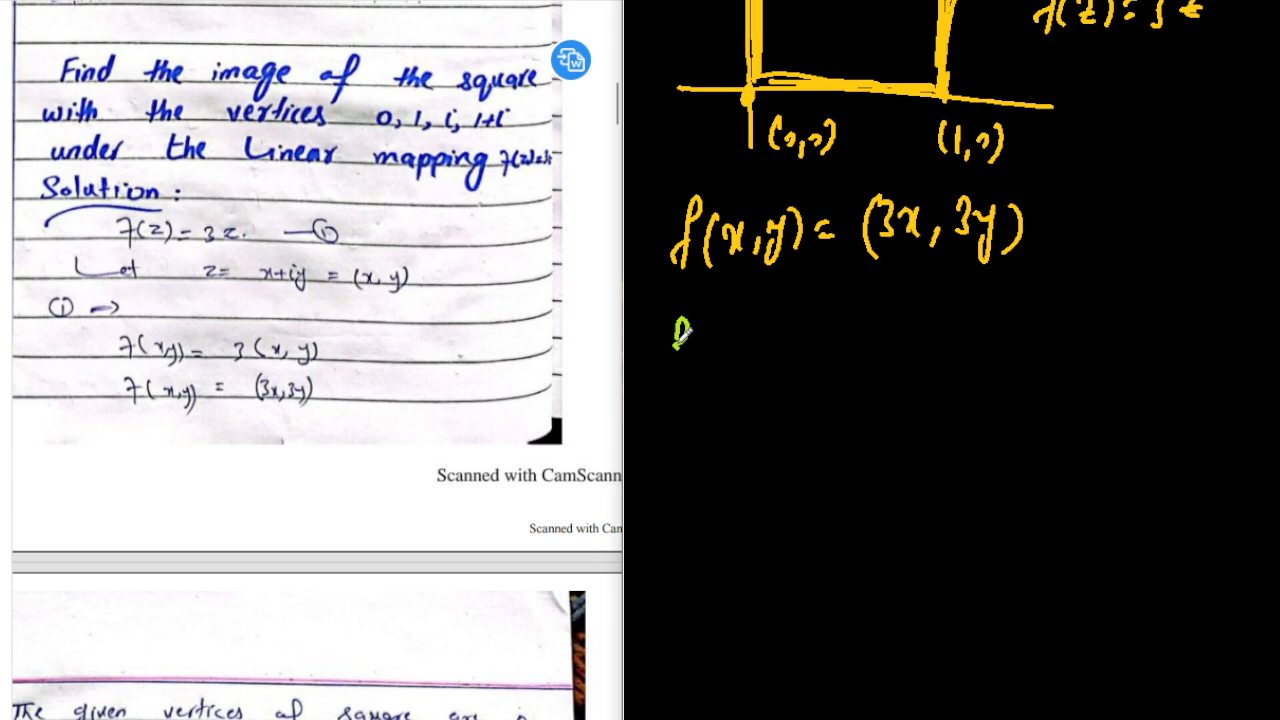 Find the image of the square
with the vertices 0, 1, i, 1+i
under the Linear mapping
Solution :
f(z) = 3z. —①
Let z= x+iy = (x, y)
① →
f(x,y) = 3(x, y)
f(x,y) = (3x,3y)
Scanned with CamScann
Scanned with Cam
The given vertices of square are
f(z) = 3z
(0,0) (1,0)
f(x,y) = (3x, 3y)